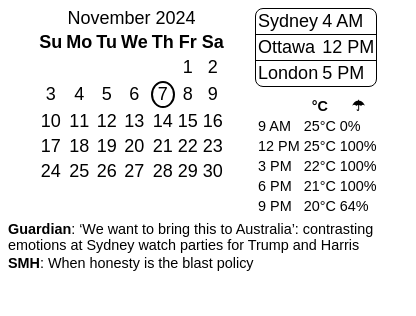 November 2024
Su Mo Tu We Th Fr Sa
1 2
3 4 5 6 7 8 9
10 11 12 13 14 15 16
17 18 19 20 21 22 23
24 25 26 27 28 29 30
Sydney 4 AM
Ottawa 12 PM
London 5 PM
°C ☂
9 AM 25°C 0%
12 PM 25°C 100%
3 PM 22°C 100%
6 PM 21°C 100%
9 PM 20°C 64%
Guardian: ‘We want to bring this to Australia’: contrasting
emotions at Sydney watch parties for Trump and Harris
SMH: When honesty is the blast policy